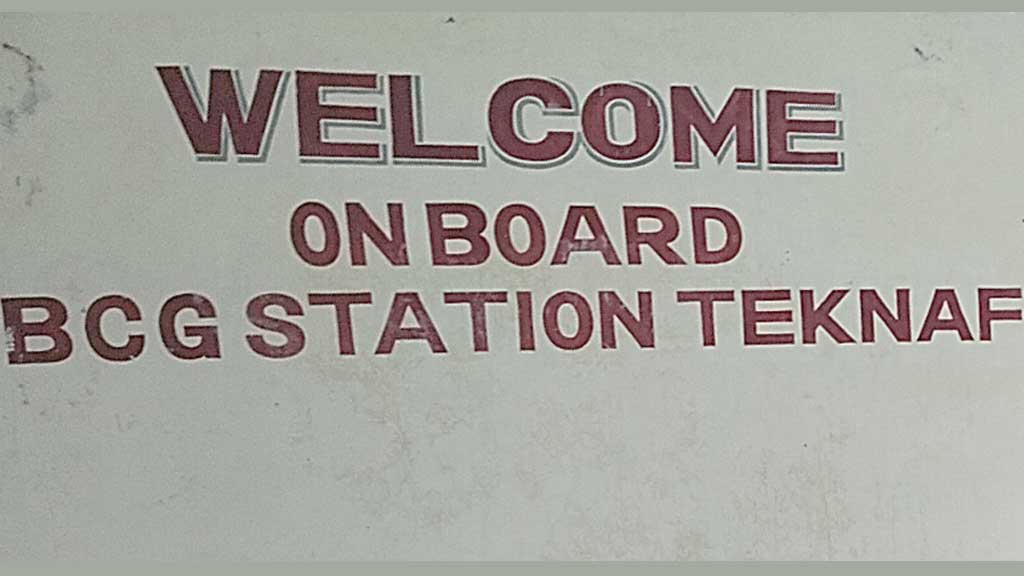 WELCOME
ON BOARD
BCG STATION TEKNAF